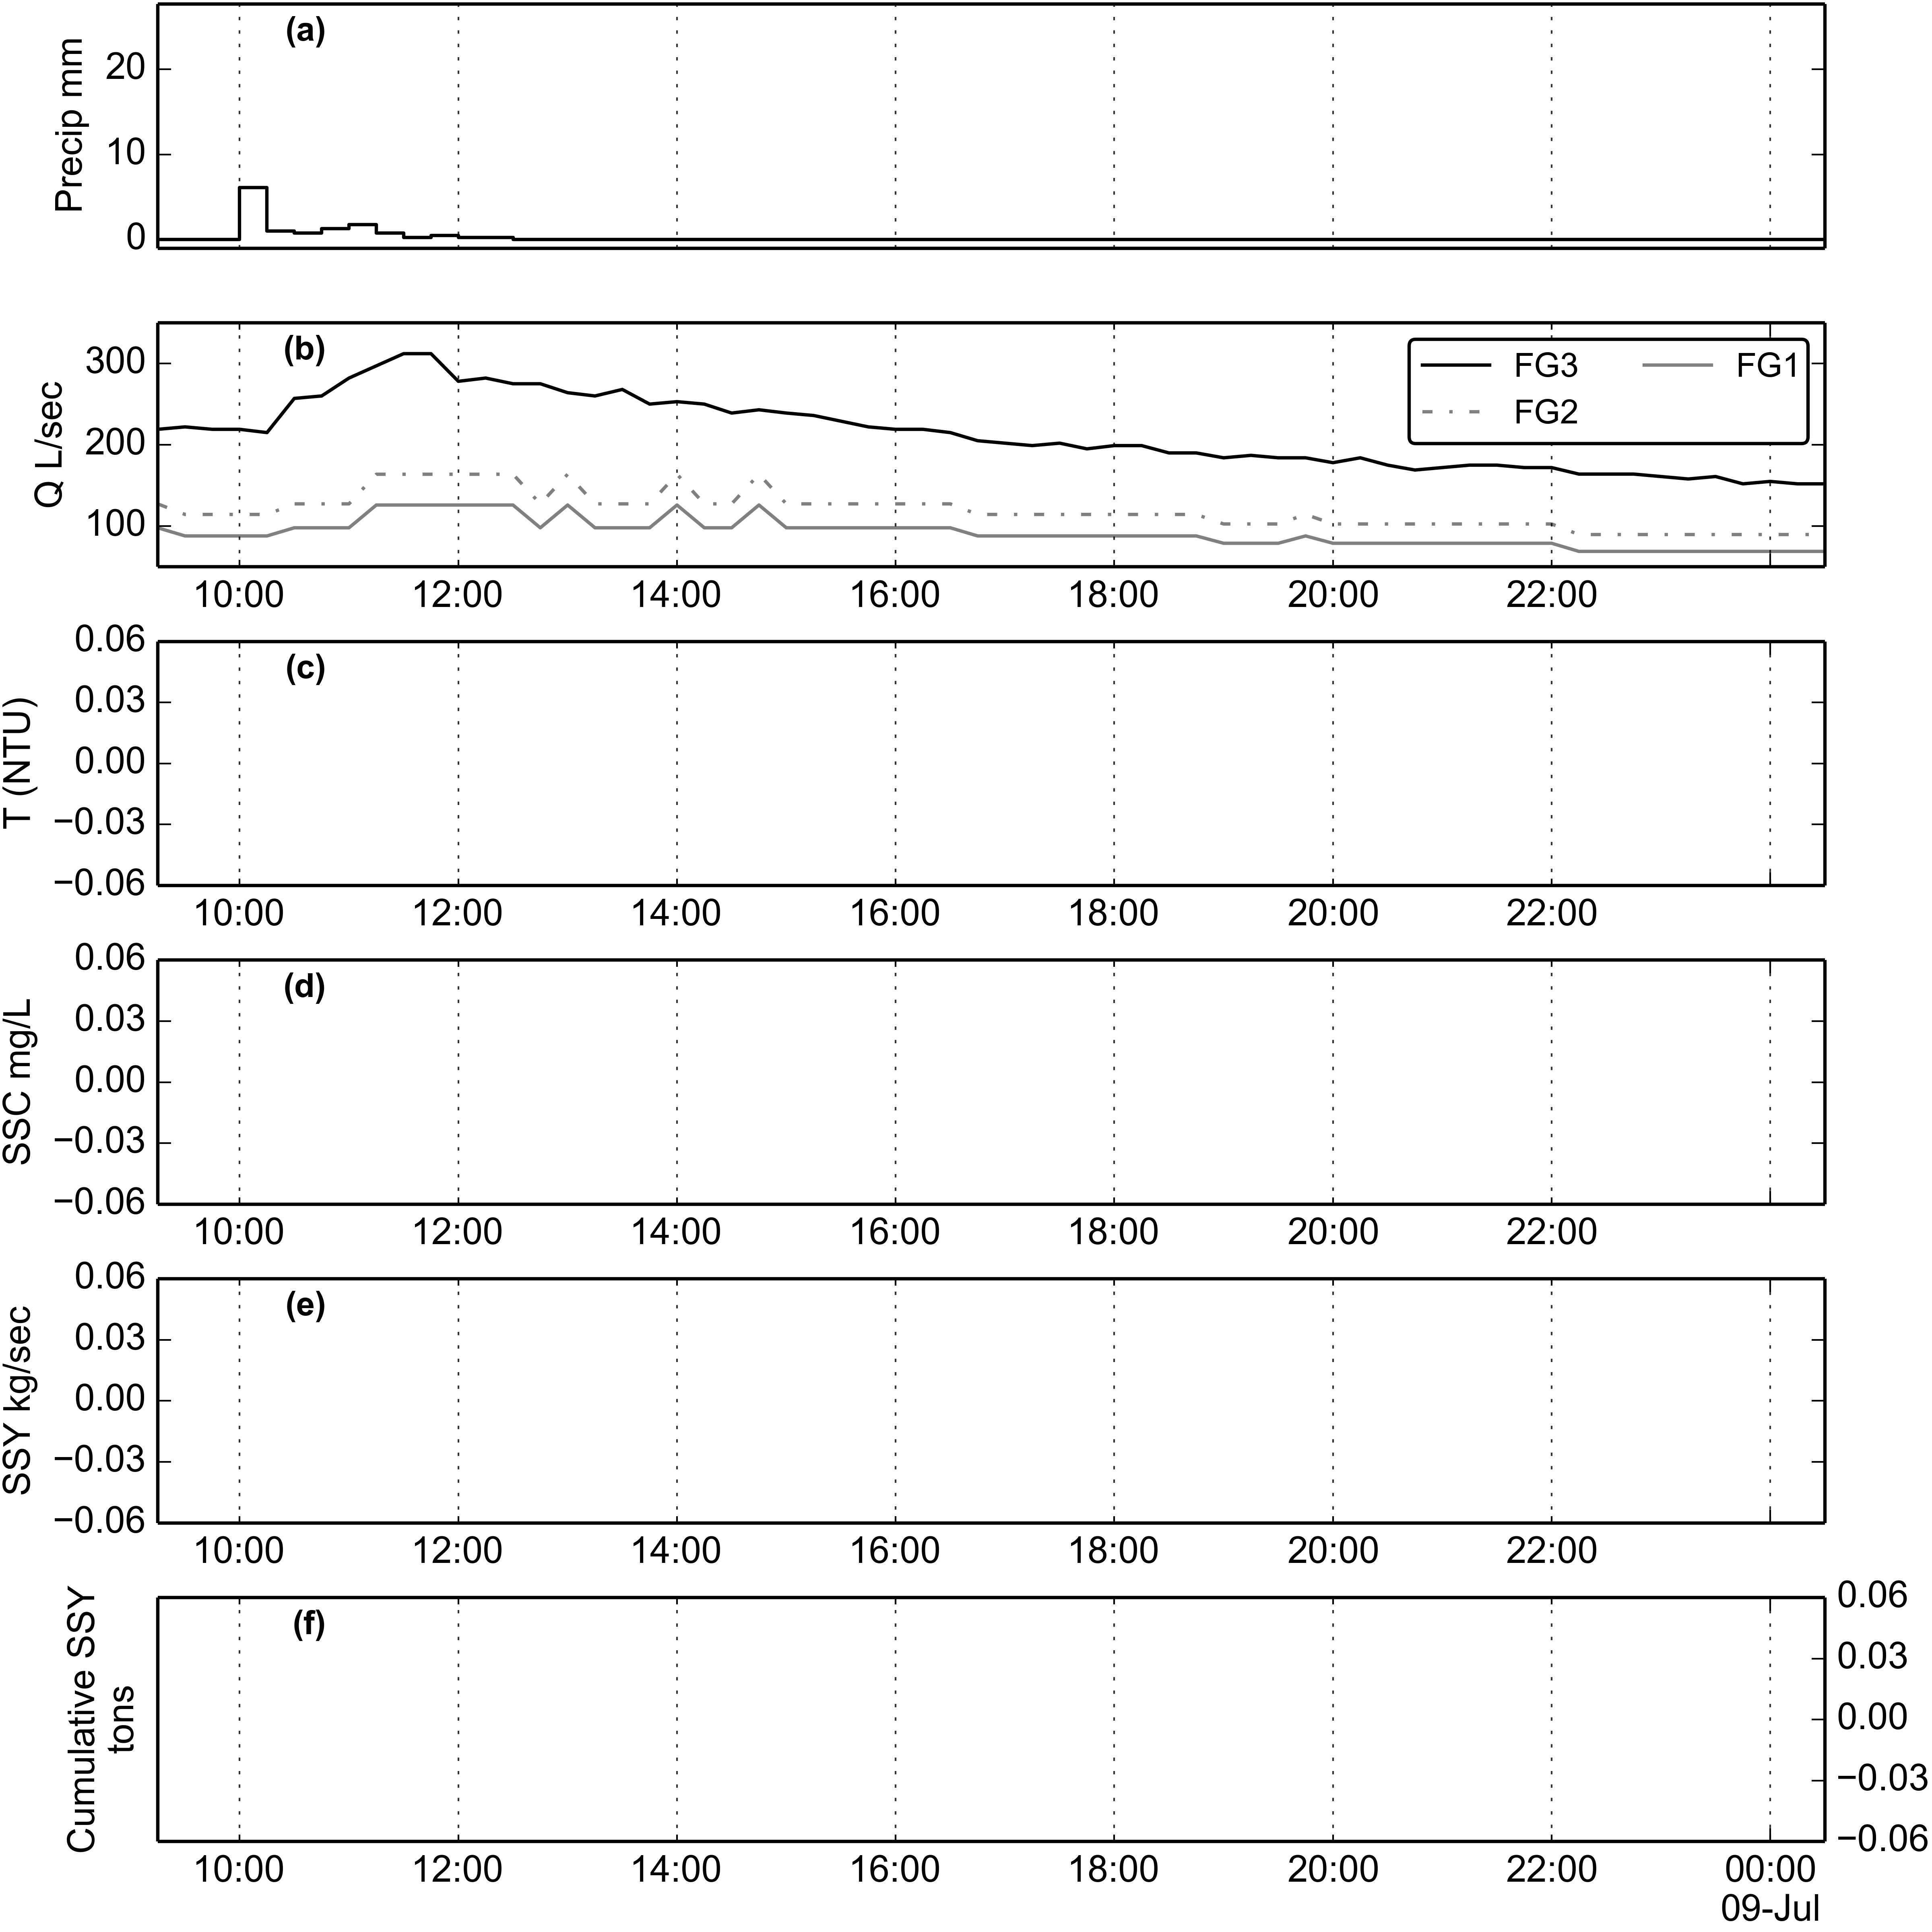 (a)
Precip mm
20
10
0
(b)
Q L/sec
300
200
100
FG3 FG1
FG2
10:00 12:00 14:00 16:00 18:00 20:00 22:00
(c)
T (NTU)
0.06
0.03
0.00
−0.03
−0.06
10:00 12:00 14:00 16:00 18:00 20:00 22:00
(d)
SSC mg/L
0.06
0.03
0.00
−0.03
−0.06
10:00 12:00 14:00 16:00 18:00 20:00 22:00
(e)
SSY kg/sec
0.06
0.03
0.00
−0.03
−0.06
10:00 12:00 14:00 16:00 18:00 20:00 22:00
(f)
Cumulative SSY
tons
0.06
0.03
0.00
−0.03
−0.06
10:00 12:00 14:00 16:00 18:00 20:00 22:00 00:00
09-Jul